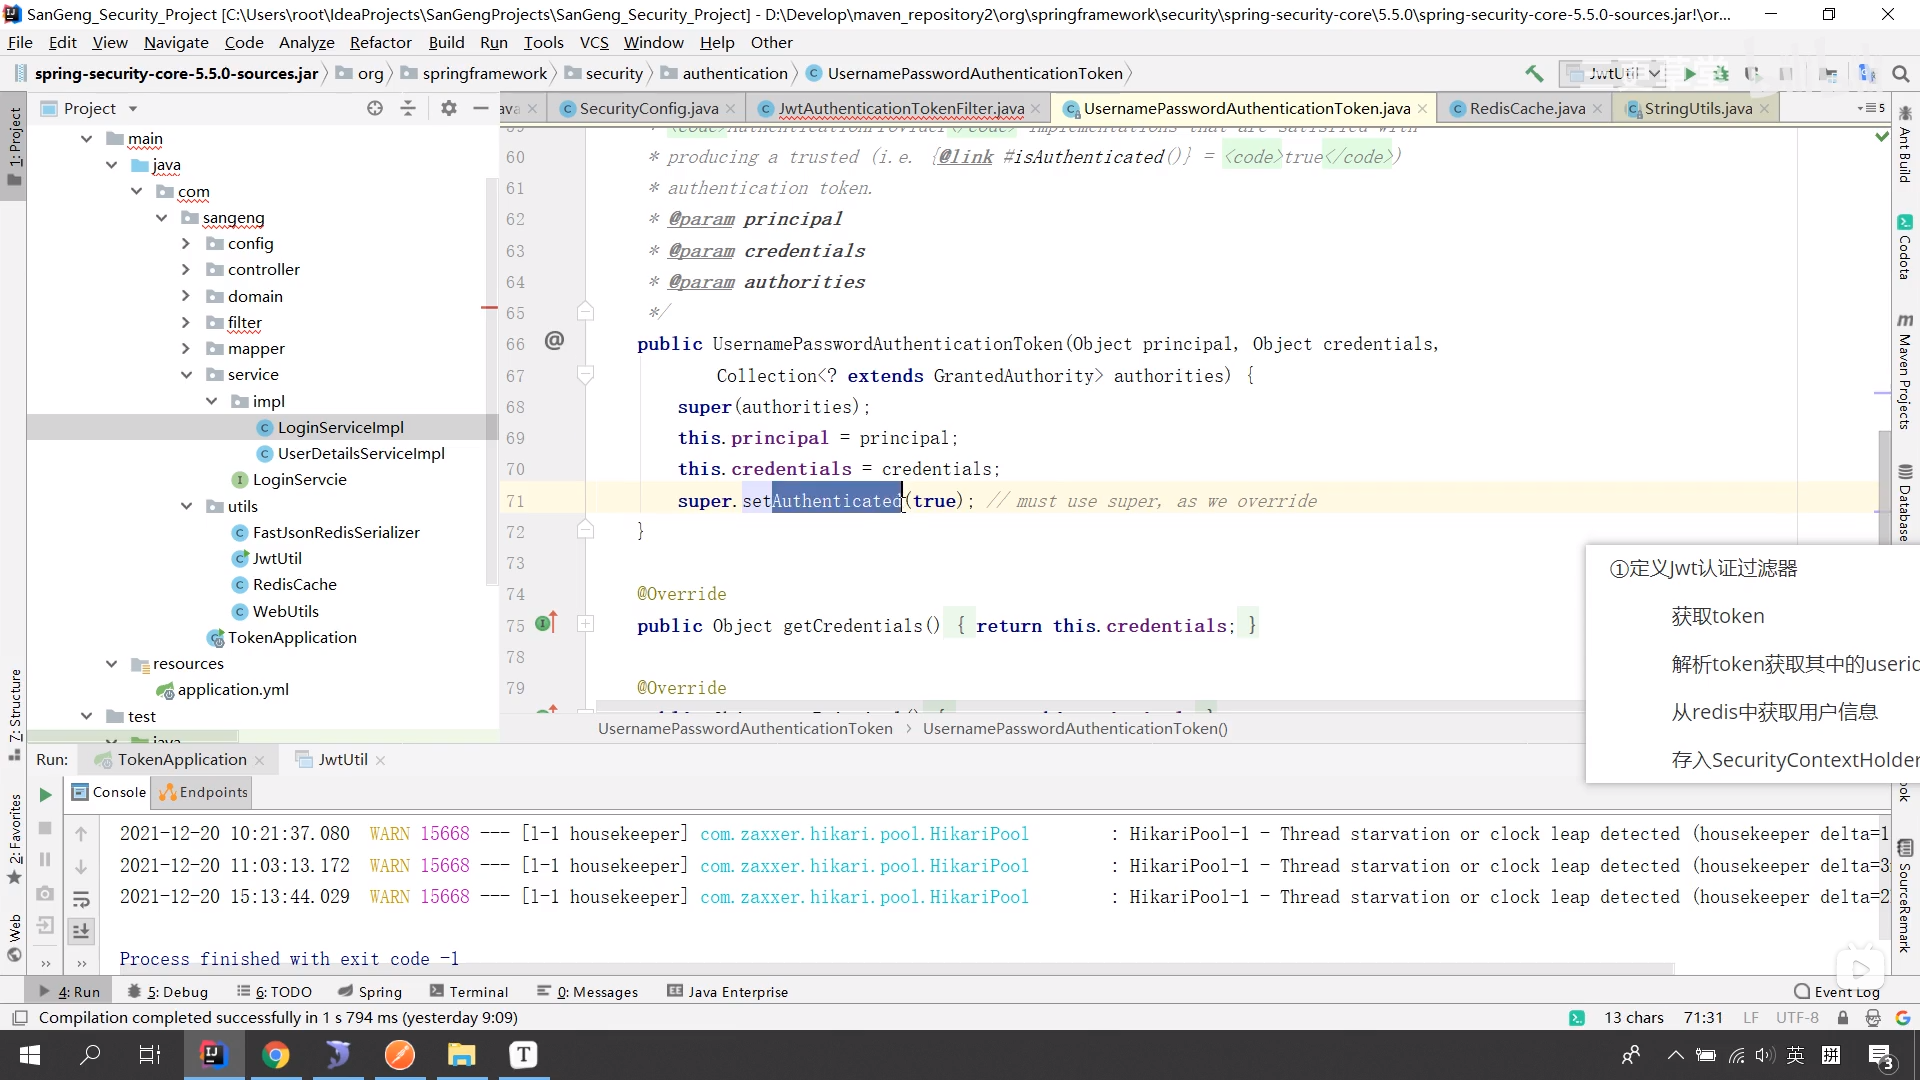 SanGeng_Security_Project [C:\Users\root\IdeaProjects\SanGengProjects\SanGeng_Security_Project] - D:\Develop\maven_repository2\org\springframework\security\spring-security-core\5.5.0\spring-security-core-5.5.0-sources.jar!\or...
File Edit View Navigate Code Analyze Refactor Build Run Tools VCS Window Help Other
spring-security-core-5.5.0-sources.jar org springframework security authentication UsernamePasswordAuthenticationToken JwtUtil
Project
ava SecurityConfig.java JwtAuthenticationTokenFilter.java UsernamePasswordAuthenticationToken.java RedisCache.java StringUtils.java 5
main
java
com
sangeng
config
controller
domain
filter
mapper
service
impl
LoginServiceImpl
UserDetailsServiceImpl
LoginServcie
utils
FastJsonRedisSerializer
JwtUtil
RedisCache
WebUtils
TokenApplication
resources
application.yml
test
java
59 * <code>AuthenticationProvider</code> implementations that are satisfied with
60 * producing a trusted (i.e. {@link #isAuthenticated()} = <code>true</code>)
61 * authentication token.
62 * @param principal
63 * @param credentials
64 * @param authorities
65 */
66 @ public UsernamePasswordAuthenticationToken(Object principal, Object credentials,
67 Collection<? extends GrantedAuthority> authorities) {
68 super(authorities);
69 this.principal = principal;
70 this.credentials = credentials;
71 super.setAuthenticated(true); // must use super, as we override
72 }
73
74 @Override
75 public Object getCredentials() { return this.credentials; }
78
79 @Override
UsernamePasswordAuthenticationToken › UsernamePasswordAuthenticationToken()
①定义Jwt认证过滤器
获取token
解析token获取其中的userid
从redis中获取用户信息
存入SecurityContextHolder
1: Project
7: Structure
2: Favorites
Web
Ant Build
Codota
Maven Projects
Database
SourceRemark
Run: TokenApplication JwtUtil
Console Endpoints
2021-12-20 10:21:37.080 WARN 15668 --- [l-1 housekeeper] com.zaxxer.hikari.pool.HikariPool : HikariPool-1 - Thread starvation or clock leap detected (housekeeper delta=1
2021-12-20 11:03:13.172 WARN 15668 --- [l-1 housekeeper] com.zaxxer.hikari.pool.HikariPool : HikariPool-1 - Thread starvation or clock leap detected (housekeeper delta=3
2021-12-20 15:13:44.029 WARN 15668 --- [l-1 housekeeper] com.zaxxer.hikari.pool.HikariPool : HikariPool-1 - Thread starvation or clock leap detected (housekeeper delta=2
Process finished with exit code -1
4: Run 5: Debug 6: TODO Spring Terminal 0: Messages Java Enterprise Event Log
Compilation completed successfully in 1 s 794 ms (yesterday 9:09) 13 chars 71:31 LF UTF-8
英 拼 3